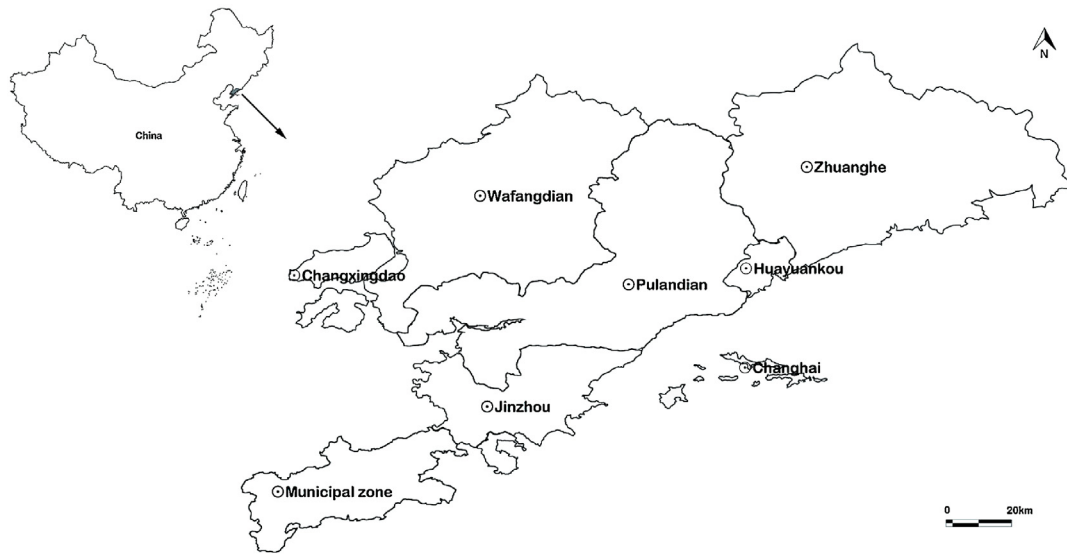 N
China
Zhuanghe
Wafangdian
Huayuankou
Changxingdao
Pulandian
Changhai
Jinzhou
Municipal zone
0 20km